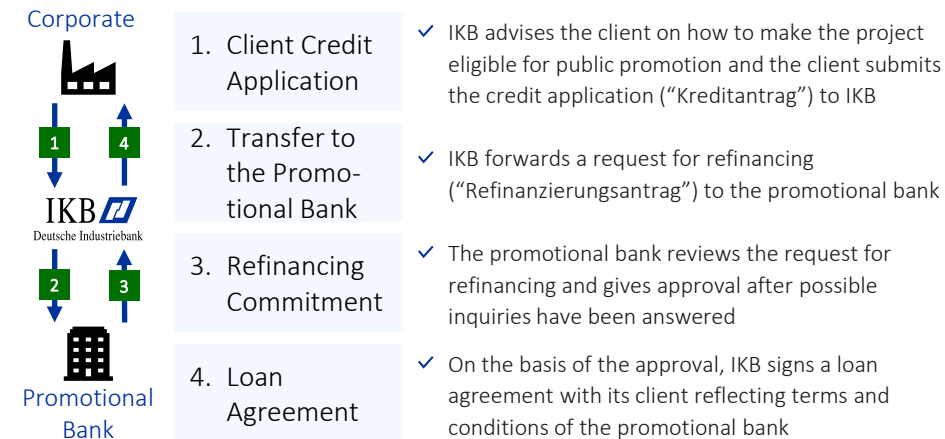 Corporate
1
4
IKB
Deutsche Industriebank
2
3
Promotional
Bank
1. Client Credit
Application
IKB advises the client on how to make the project
eligible for public promotion and the client submits
the credit application (“Kreditantrag”) to IKB
2. Transfer to
the Promo-
tional Bank
IKB forwards a request for refinancing
(“Refinanzierungsantrag”) to the promotional bank
3. Refinancing
Commitment
The promotional bank reviews the request for
refinancing and gives approval after possible
inquiries have been answered
4. Loan
Agreement
On the basis of the approval, IKB signs a loan
agreement with its client reflecting terms and
conditions of the promotional bank